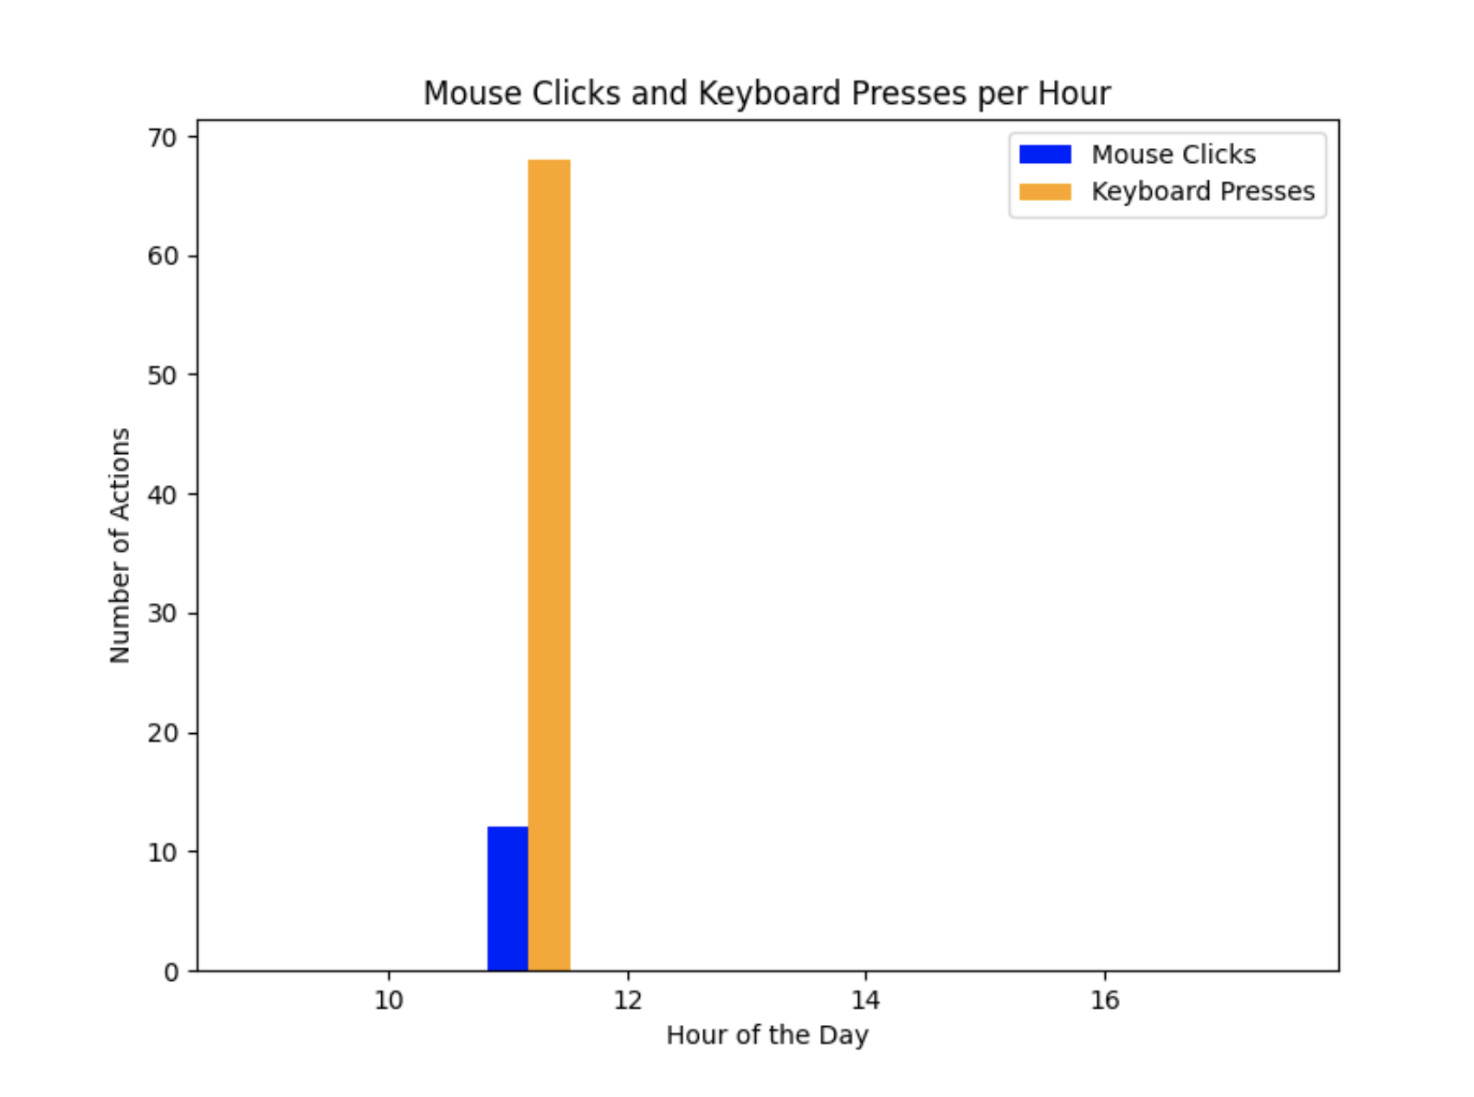 Mouse Clicks and Keyboard Presses per Hour
Mouse Clicks
Keyboard Presses
70
60
50
40
30
20
10
0
Number of Actions
10 12 14 16
Hour of the Day